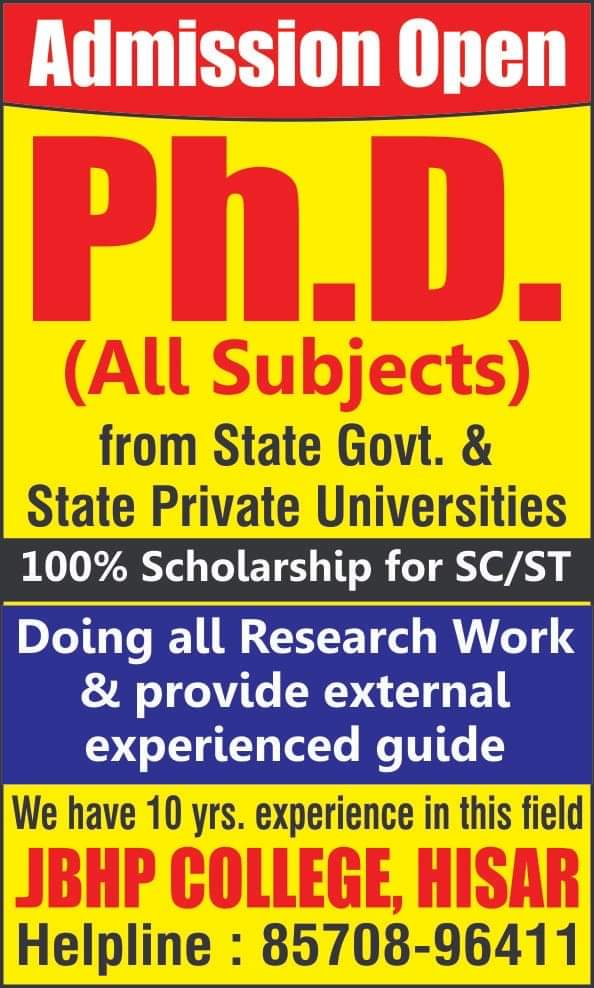 Admission Open
Ph.D.
(All Subjects)
from State Govt. &
State Private Universities
100% Scholarship for SC/ST
Doing all Research Work
& provide external
experienced guide
We have 10 yrs. experience in this field
JBHP COLLEGE, HISAR
Helpline : 85708-96411